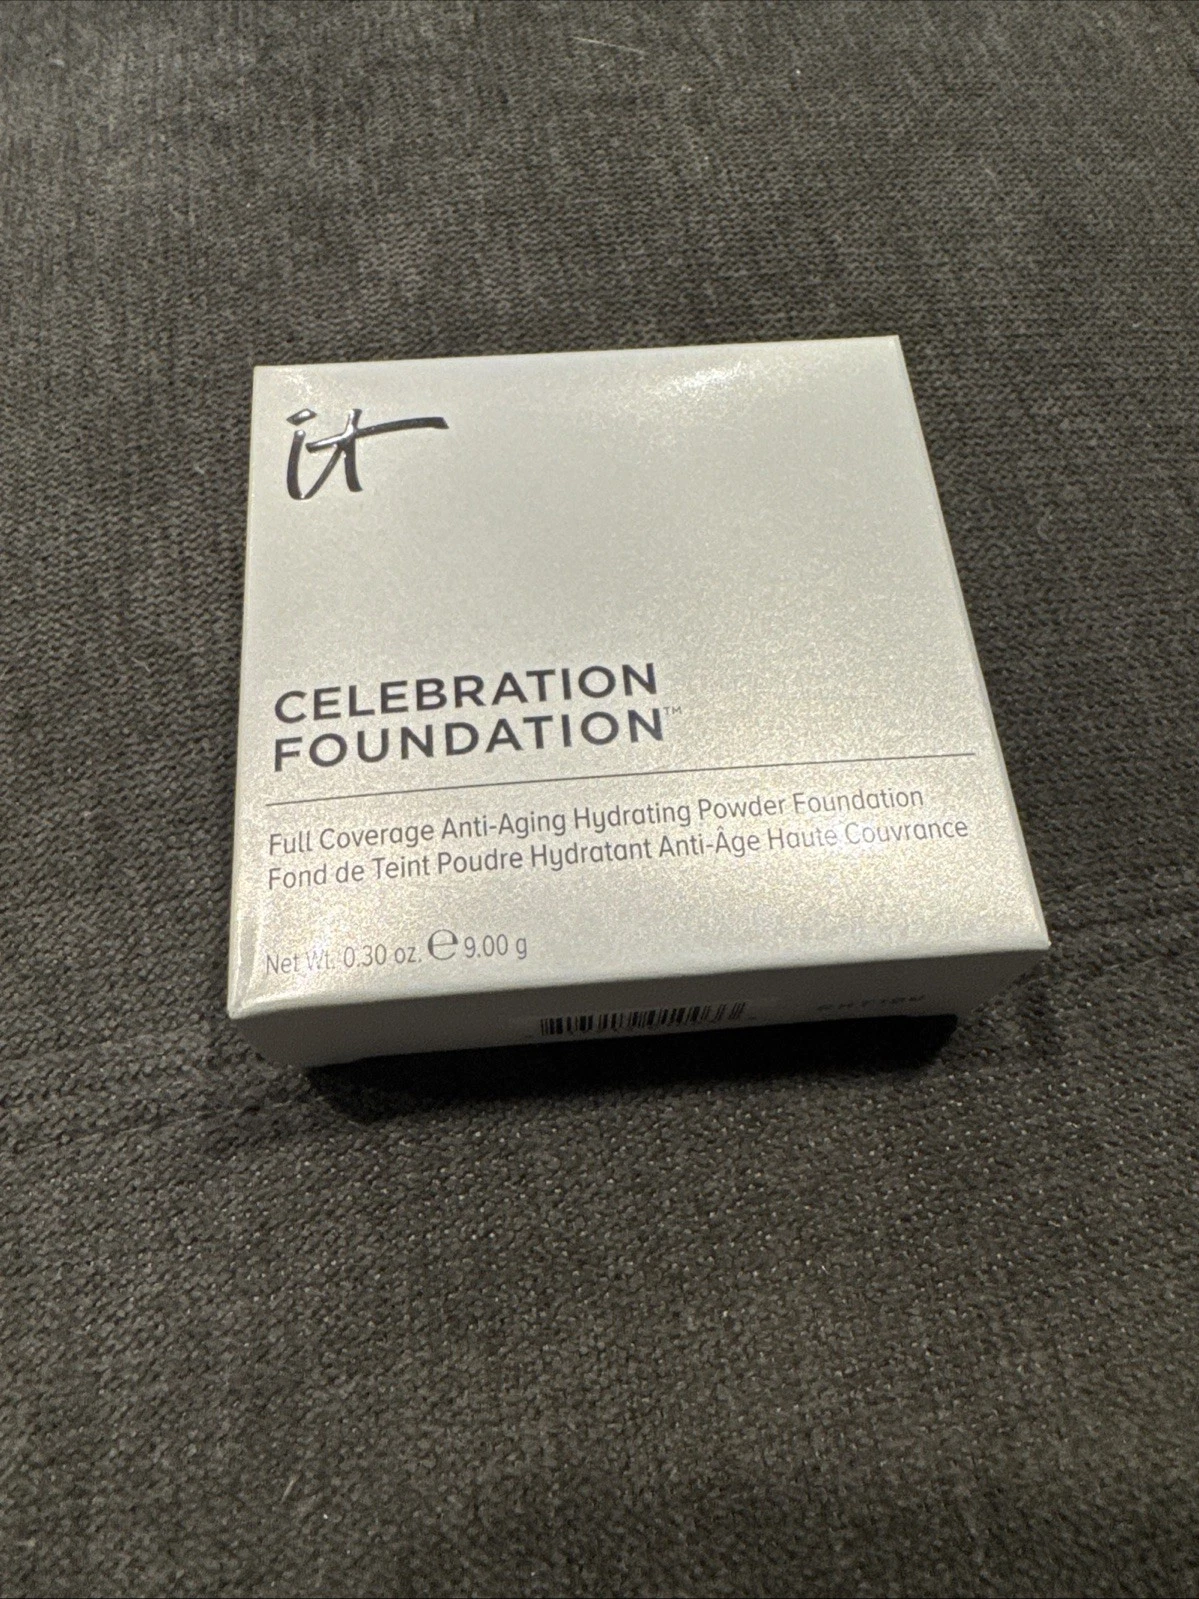 it
CELEBRATION
FOUNDATION™
Full Coverage Anti-Aging Hydrating Powder Foundation
Fond de Teint Poudre Hydratant Anti-Âge Haute Couvrance
Net Wt. 0.30 oz. ℮ 9.00 g